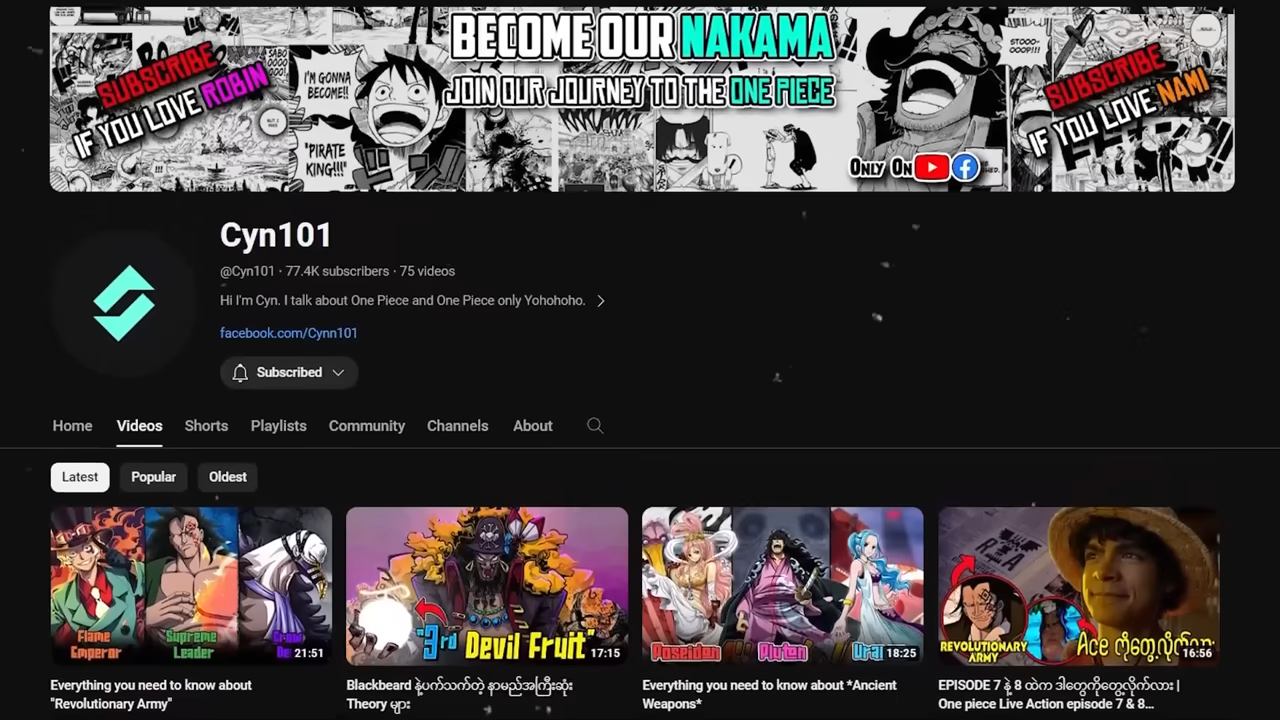 BECOME OUR NAKAMA
JOIN OUR JOURNEY TO THE ONE PIECE
SUBSCRIBE
IF YOU LOVE ROBIN
I'M GONNA BECOME!!
"PIRATE KING!!!"
STOOO-OOOP!!!
SUBSCRIBE
IF YOU LOVE NAMI
ONLY ON
Cyn101
@Cyn101 · 77.4K subscribers · 75 videos
Hi I'm Cyn. I talk about One Piece and One Piece only Yohohoho.
facebook.com/Cynn101
Subscribed
Home Videos Shorts Playlists Community Channels About
Latest Popular Oldest
Flame Emperor
Supreme Leader
21:51
"3rd Devil Fruit"
17:15
Poseidon
Pluton
18:25
REVOLUTIONARY ARMY
Ace ကိုတွေ့လိုက်လား
16:56
Everything you need to know about
"Revolutionary Army"
Blackbeard နဲ့ပက်သက်တဲ့ နာမည်အကြီးဆုံး
Theory များ
Everything you need to know about *Ancient
Weapons*
EPISODE 7 နဲ့ 8 ထဲက ဒါတွေကိုတွေ့လိုက်လား |
One piece Live Action episode 7 & 8...